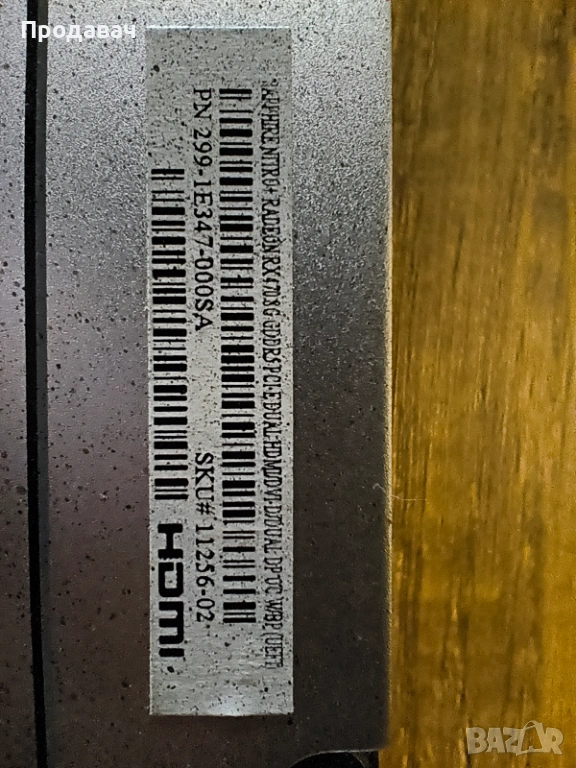 Продавач
SAPPHIRE NITRO+ RADEON RX 470 8G GDDR5 PCI-E DUAL HDMI/DVI-D/DUAL DP OC W/BP (UEFI)
PN 299-1E347-000SA
SKU# 11256-02
HDMI
BAZAR